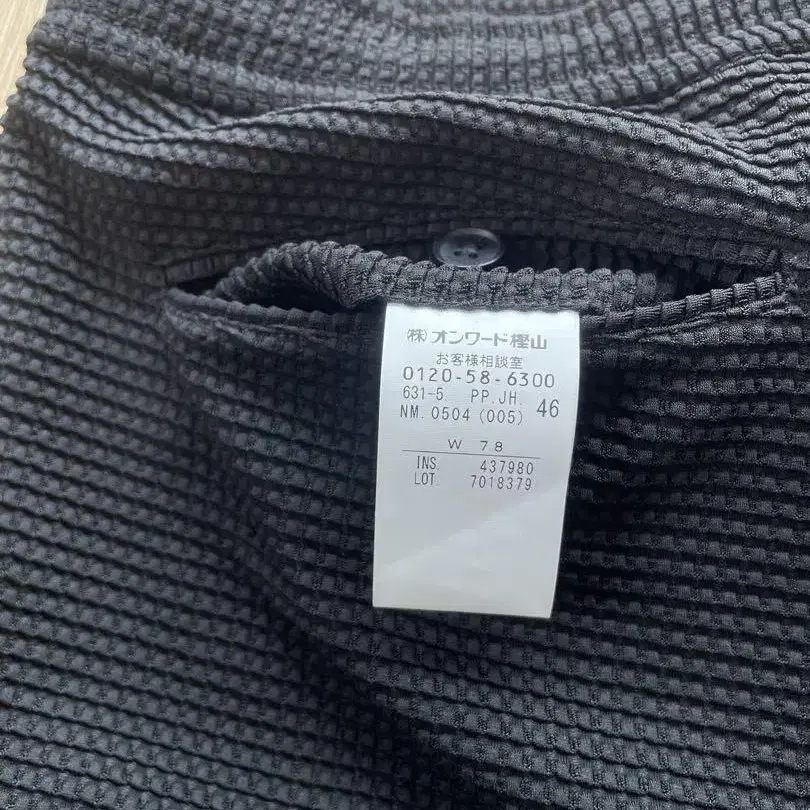 (株)オンワード樫山
お客様相談室
0120-58-6300
631-5. PP.JH. 46
NM.0504(005)
W 78
INS. 437980
LOT. 7018379